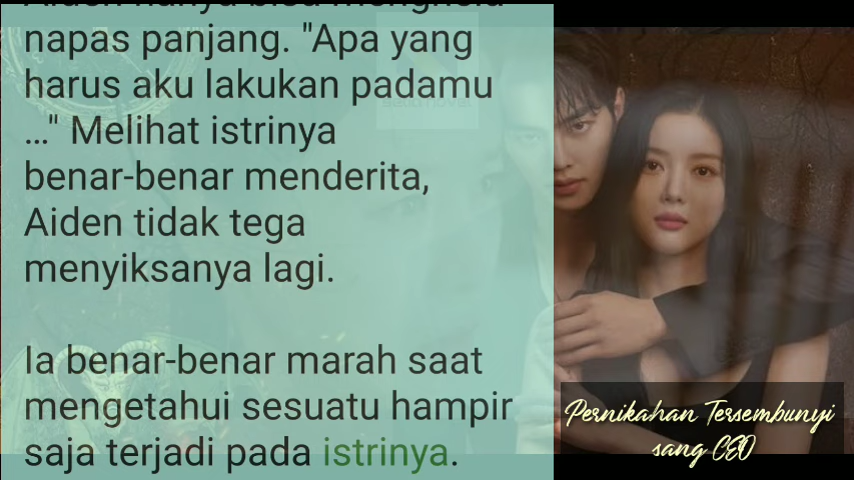 napas panjang. "Apa yang
harus aku lakukan padamu
..." Melihat istrinya
benar-benar menderita,
Aiden tidak tega
menyiksanya lagi.
Ia benar-benar marah saat
mengetahui sesuatu hampir
saja terjadi pada istrinya.
Pernikahan Tersembunyi
sang CEO